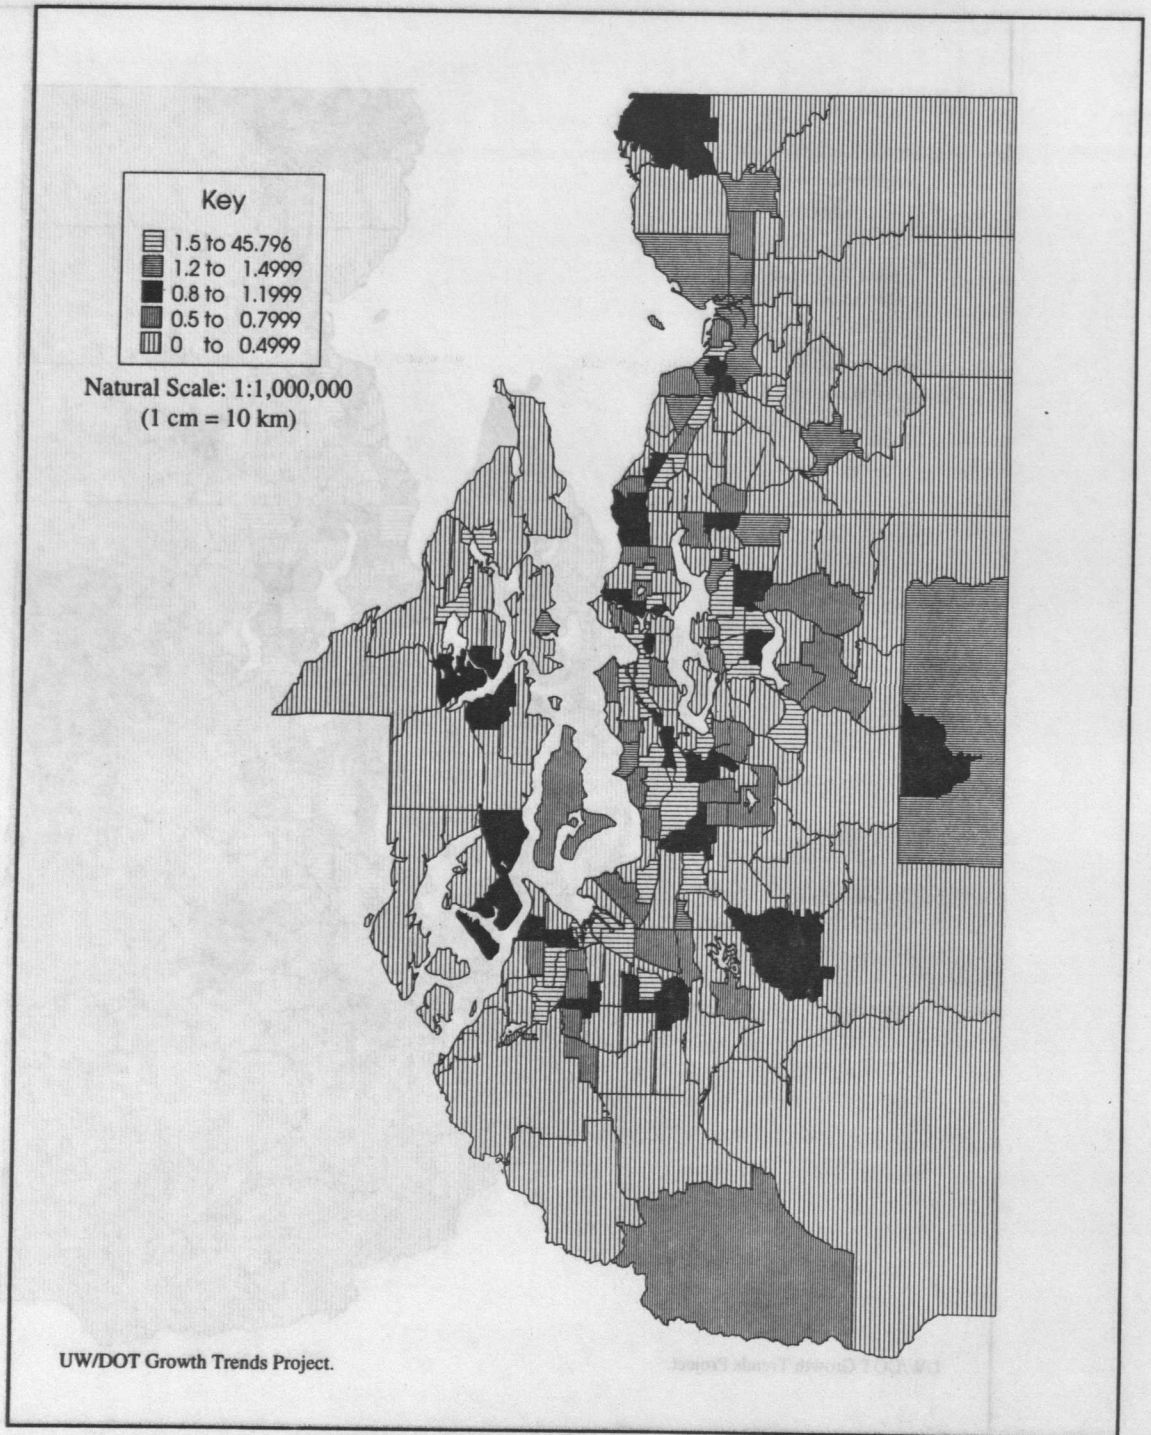 Key
1.5 to 45.796
1.2 to 1.4999
0.8 to 1.1999
0.5 to 0.7999
0 to 0.4999
Natural Scale: 1:1,000,000
(1 cm = 10 km)
UW/DOT Growth Trends Project.